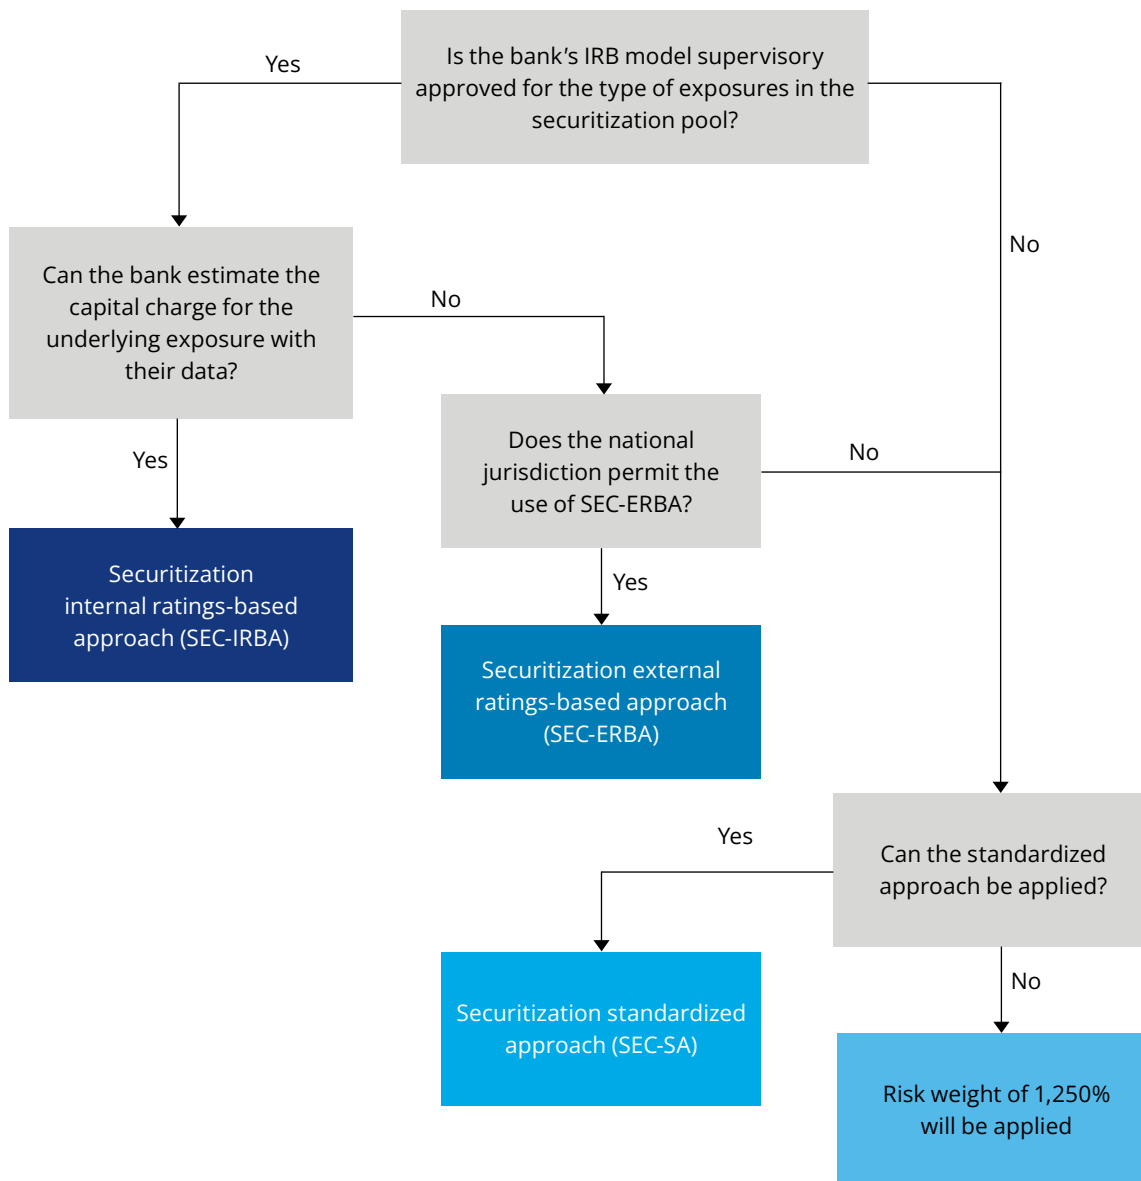 Is the bank’s IRB model supervisory
approved for the type of exposures in the
securitization pool?
Yes
No
Can the bank estimate the
capital charge for the
underlying exposure with
their data?
No
Yes
Does the national
jurisdiction permit the
use of SEC-ERBA?
No
Yes
Securitization
internal ratings-based
approach (SEC-IRBA)
Securitization external
ratings-based approach
(SEC-ERBA)
Can the standardized
approach be applied?
Yes
No
Securitization standardized
approach (SEC-SA)
Risk weight of 1,250%
will be applied